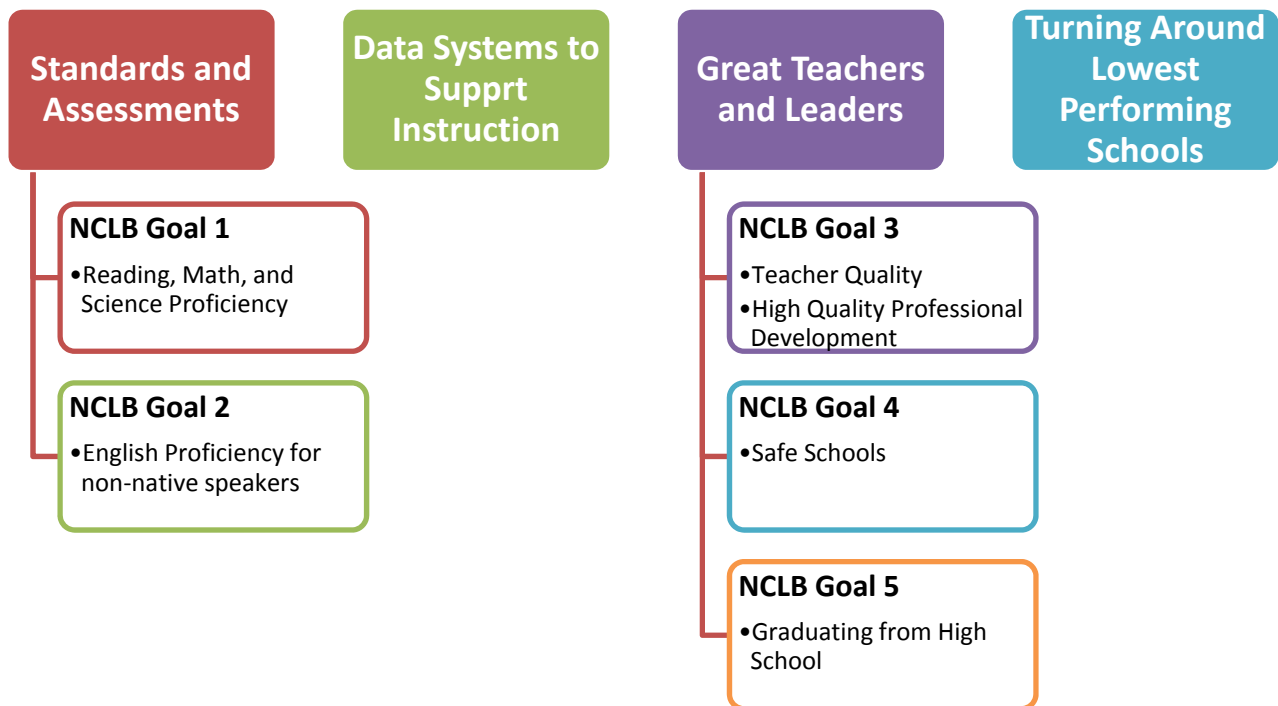 Standards and
Assessments
Data Systems to
Supprt
Instruction
Great Teachers
and Leaders
Turning Around
Lowest
Performing
Schools
NCLB Goal 1
•Reading, Math, and
Science Proficiency
NCLB Goal 2
•English Proficiency for
non-native speakers
NCLB Goal 3
•Teacher Quality
•High Quality Professional
Development
NCLB Goal 4
•Safe Schools
NCLB Goal 5
•Graduating from High
School